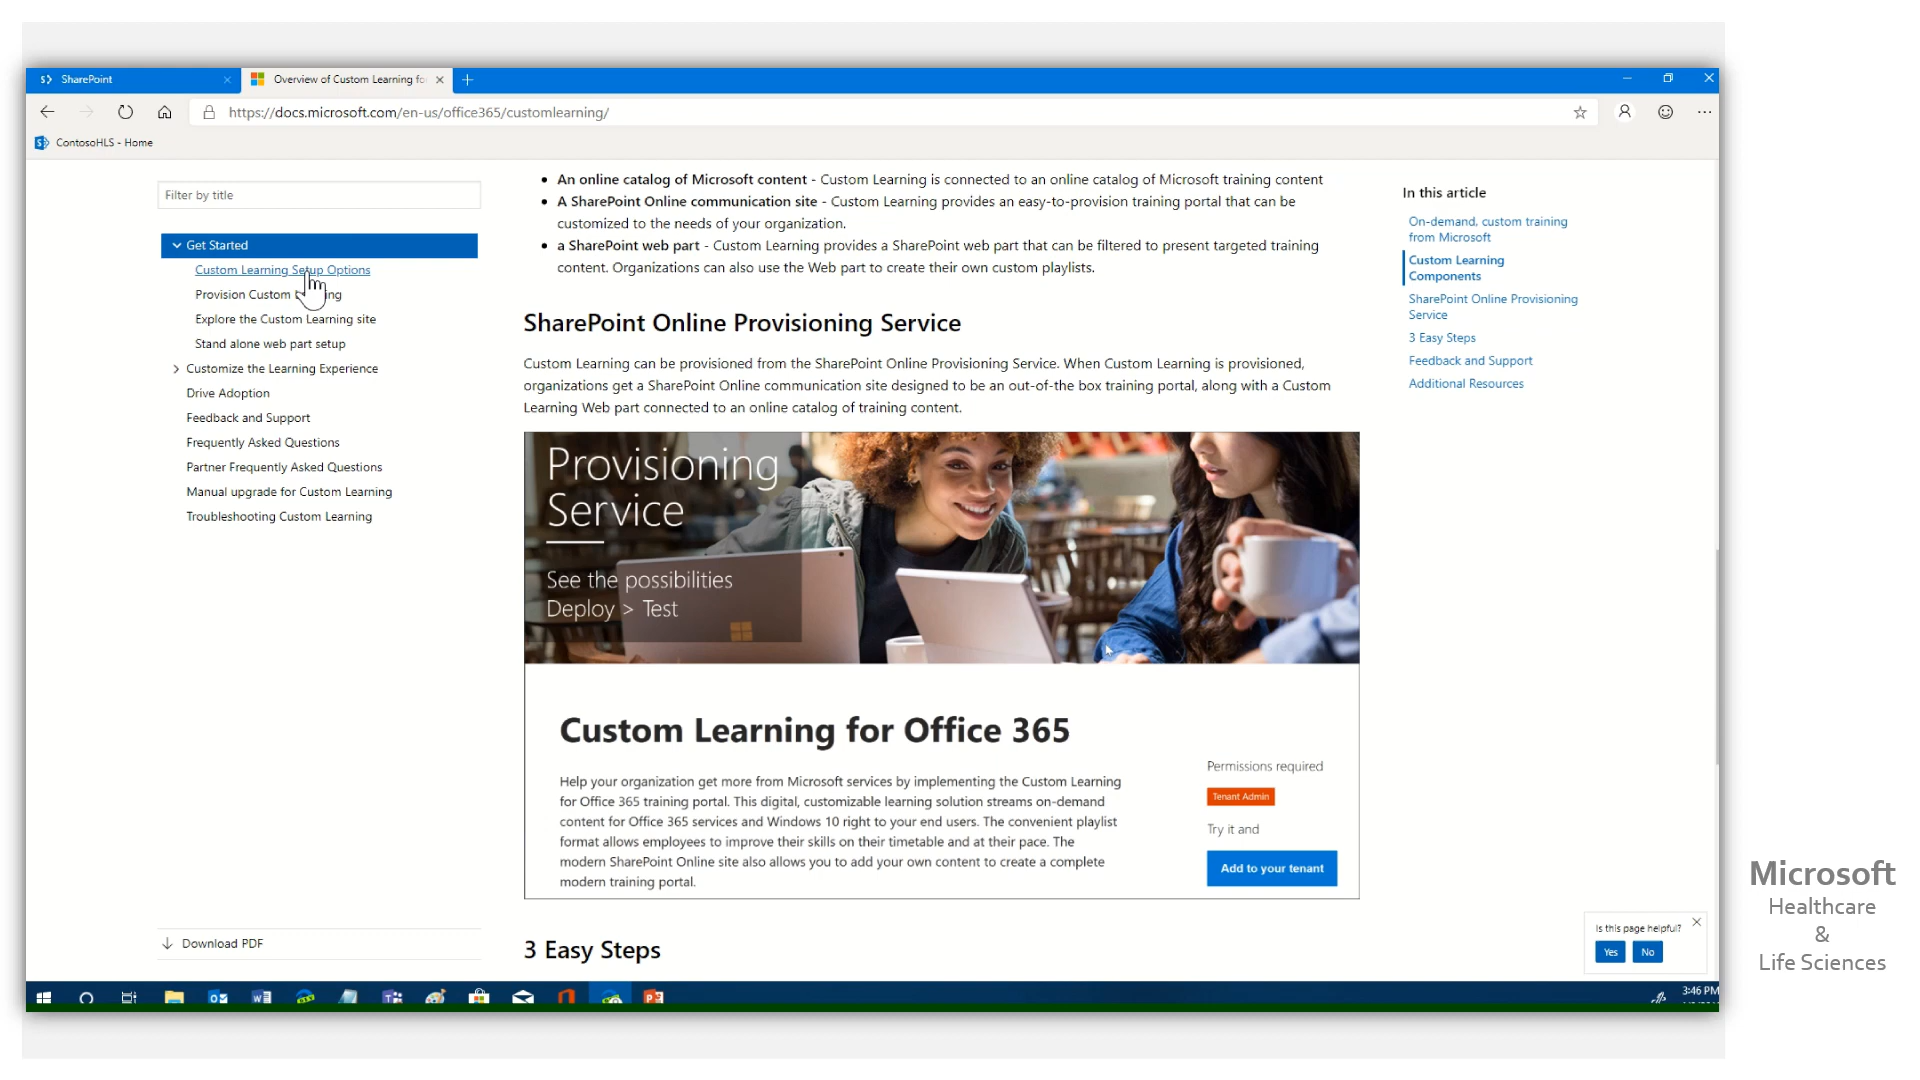 SharePoint
Overview of Custom Learning fo
https://docs.microsoft.com/en-us/office365/customlearning/
ContosoHLS - Home
Filter by title
Get Started
Custom Learning Setup Options
Provision Custom
Explore the Custom Learning site
Stand alone web part setup
Customize the Learning Experience
Drive Adoption
Feedback and Support
Frequently Asked Questions
Partner Frequently Asked Questions
Manual upgrade for Custom Learning
Troubleshooting Custom Learning
Download PDF
• An online catalog of Microsoft content - Custom Learning is connected to an online catalog of Microsoft training content
• A SharePoint Online communication site - Custom Learning provides an easy-to-provision training portal that can be
customized to the needs of your organization.
• a SharePoint web part - Custom Learning provides a SharePoint web part that can be filtered to present targeted training
content. Organizations can also use the Web part to create their own custom playlists.
SharePoint Online Provisioning Service
Custom Learning can be provisioned from the SharePoint Online Provisioning Service. When Custom Learning is provisioned,
organizations get a SharePoint Online communication site designed to be an out-of-the box training portal, along with a Custom
Learning Web part connected to an online catalog of training content.
Provisioning
Service
See the possibilities
Deploy > Test
Custom Learning for Office 365
Help your organization get more from Microsoft services by implementing the Custom Learning
for Office 365 training portal. This digital, customizable learning solution streams on-demand
content for Office 365 services and Windows 10 right to your end users. The convenient playlist
format allows employees to improve their skills on their timetable and at their pace. The
modern SharePoint Online site also allows you to add your own content to create a complete
modern training portal.
Permissions required
Tenant Admin
Try it and
Add to your tenant
3 Easy Steps
In this article
On-demand, custom training
from Microsoft
Custom Learning
Components
SharePoint Online Provisioning
Service
3 Easy Steps
Feedback and Support
Additional Resources
Is this page helpful?
Yes No
3:46 PM
Microsoft
Healthcare
&
Life Sciences